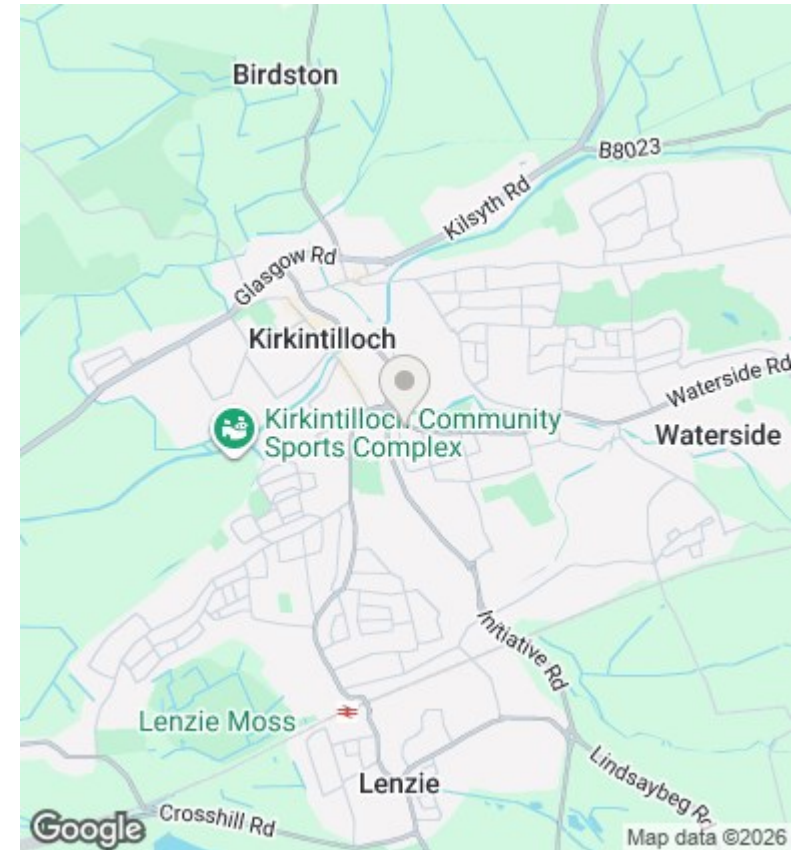 Birdston
B8023
Kilsyth Rd
Glasgow Rd
Kirkintilloch
Waterside Rd
Kirkintilloch Community
Sports Complex
Waterside
Initiative Rd
Lenzie Moss
Lenzie
Lindsaybeg Rd
Crosshill Rd
Google
Map data ©2026